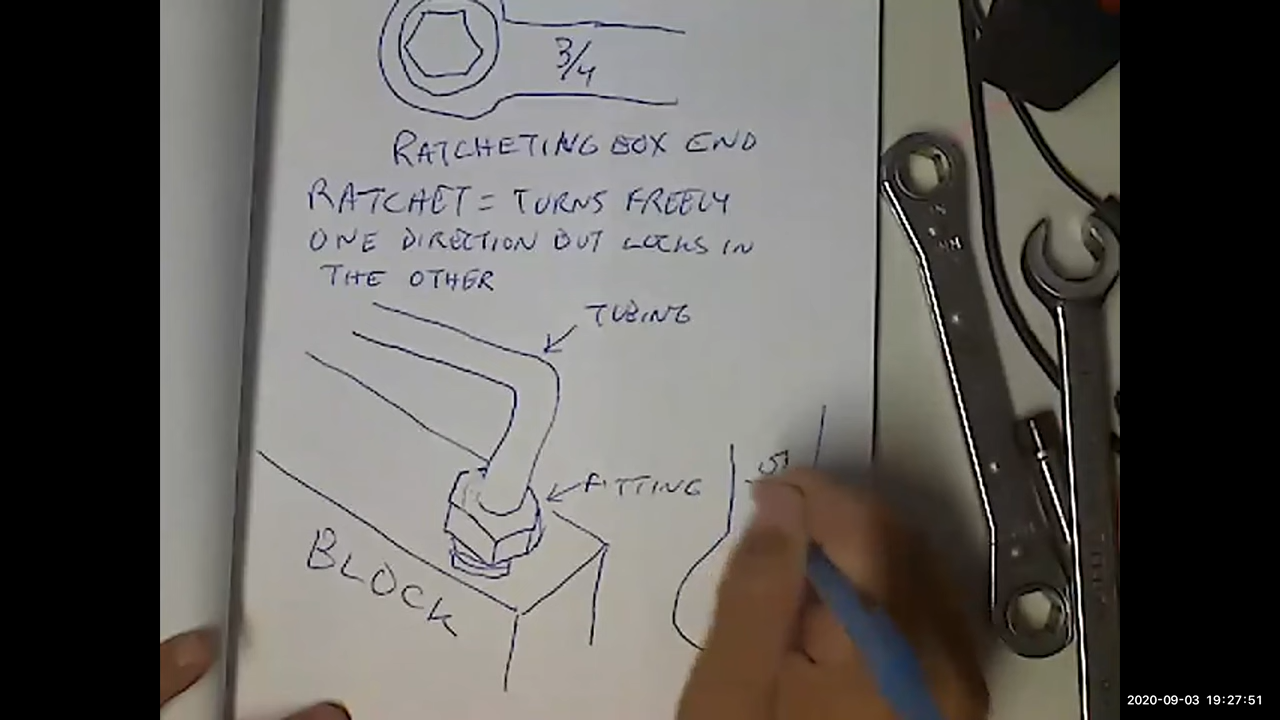 3/4
RATCHETING BOX END
RATCHET = TURNS FREELY
ONE DIRECTION BUT LOCKS IN
THE OTHER
TUBING
FITTING
BLOCK
2020-09-03 19:27:51